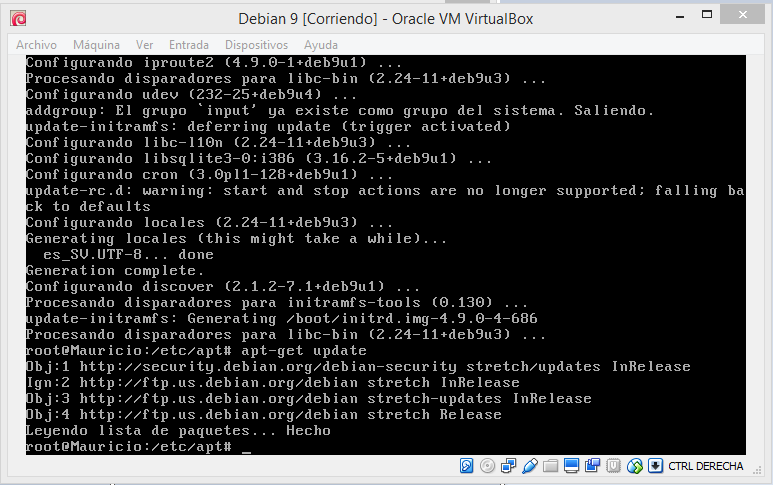 Debian 9 [Corriendo] - Oracle VM VirtualBox
Archivo Máquina Ver Entrada Dispositivos Ayuda
Configurando iproute2 (4.9.0-1+deb9u1) ...
Procesando disparadores para libc-bin (2.24-11+deb9u3) ...
Configurando udev (232-25+deb9u4) ...
addgroup: El grupo `input' ya existe como grupo del sistema. Saliendo.
update-initramfs: deferring update (trigger activated)
Configurando libc-l10n (2.24-11+deb9u3) ...
Configurando libsqlite3-0:i386 (3.16.2-5+deb9u1) ...
Configurando cron (3.0pl1-128+deb9u1) ...
update-rc.d: warning: start and stop actions are no longer supported; falling ba
ck to defaults
Configurando locales (2.24-11+deb9u3) ...
Generating locales (this might take a while)...
  es_SV.UTF-8... done
Generation complete.
Configurando discover (2.1.2-7.1+deb9u1) ...
Procesando disparadores para initramfs-tools (0.130) ...
update-initramfs: Generating /boot/initrd.img-4.9.0-4-686
Procesando disparadores para libc-bin (2.24-11+deb9u3) ...
root@Mauricio:/etc/apt# apt-get update
Obj:1 http://security.debian.org/debian-security stretch/updates InRelease
Ign:2 http://ftp.us.debian.org/debian stretch InRelease
Obj:3 http://ftp.us.debian.org/debian stretch-updates InRelease
Obj:4 http://ftp.us.debian.org/debian stretch Release
Leyendo lista de paquetes... Hecho
root@Mauricio:/etc/apt# _
CTRL DERECHA